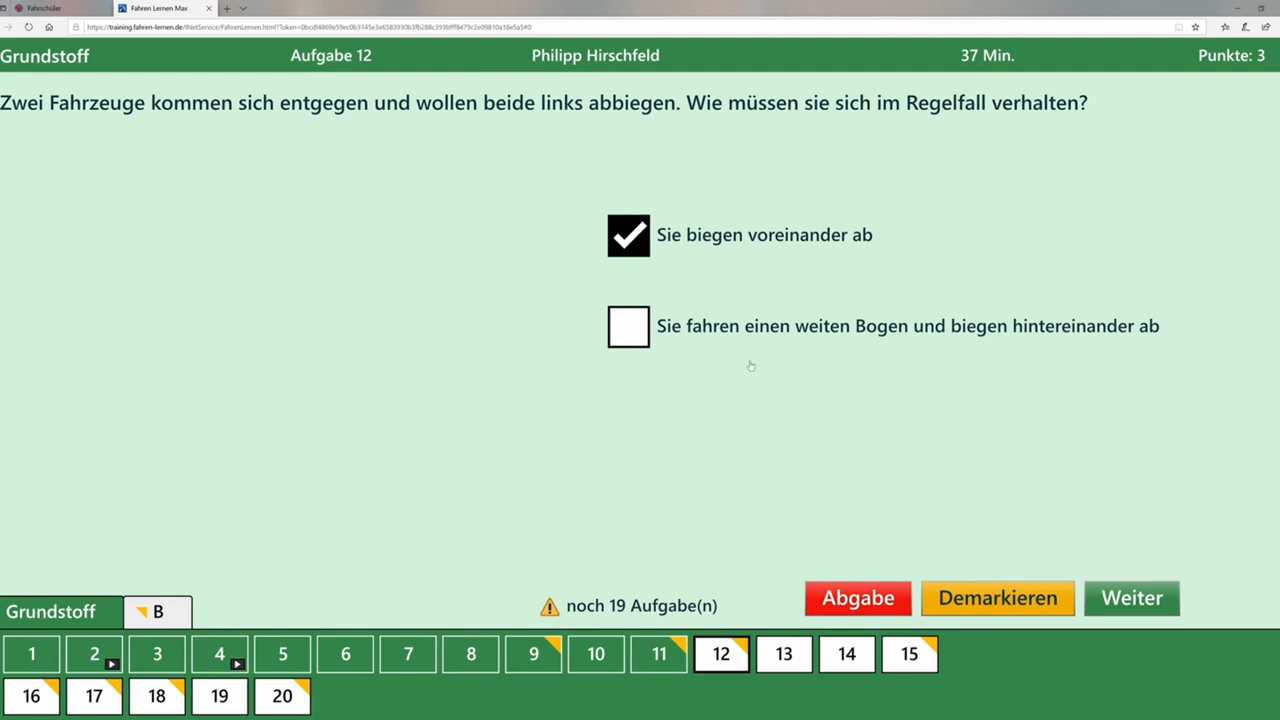 Fahrschüler
Fahren Lernen Max
Grundstoff
Aufgabe 12
Philipp Hirschfeld
37 Min.
Punkte: 3
Zwei Fahrzeuge kommen sich entgegen und wollen beide links abbiegen. Wie müssen sie sich im Regelfall verhalten?
Sie biegen voreinander ab
Sie fahren einen weiten Bogen und biegen hintereinander ab
Grundstoff
B
noch 19 Aufgabe(n)
Abgabe
Demarkieren
Weiter
1 2 3 4 5 6 7 8 9 10 11 12 13 14 15
16 17 18 19 20